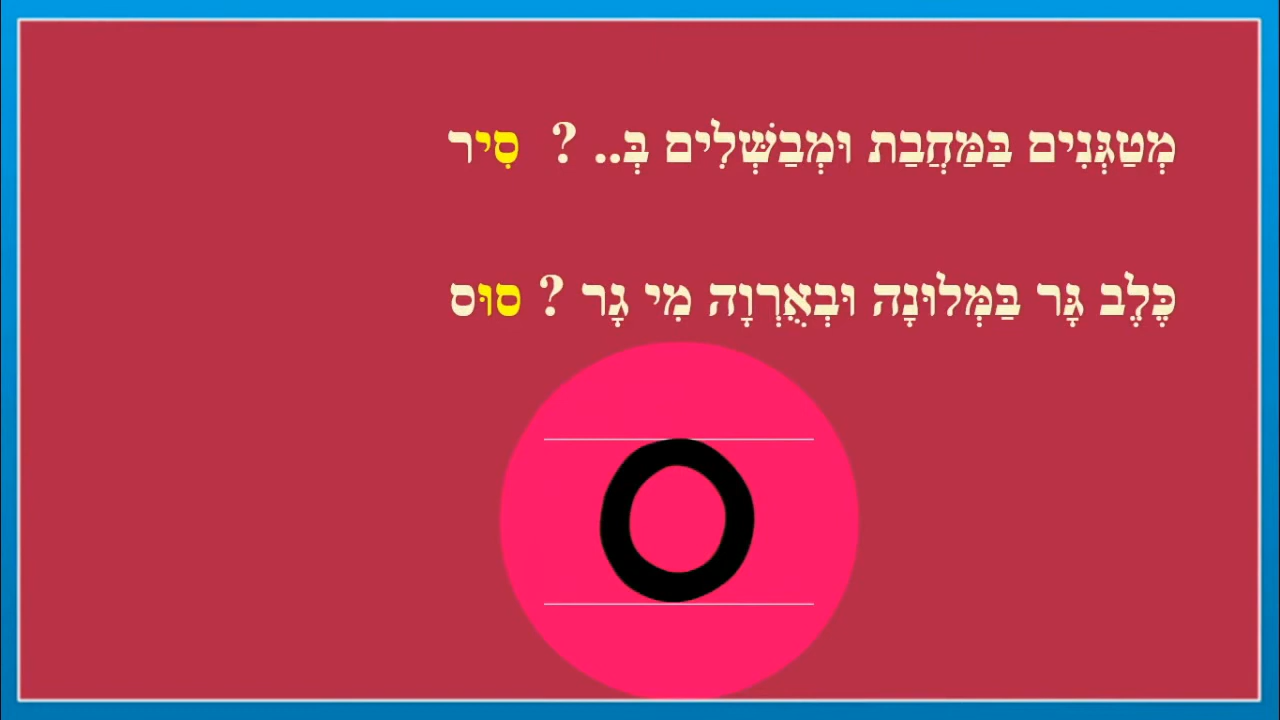 מְטַגְּנִים בַּמַּחֲבַת וּמְבַשְּׁלִים בְּ.. ? סִיר
כֶּלֶב גָּר בַּמְּלוּנָה וּבְאֻרְוָה מִי גָר ? סוּס
ס